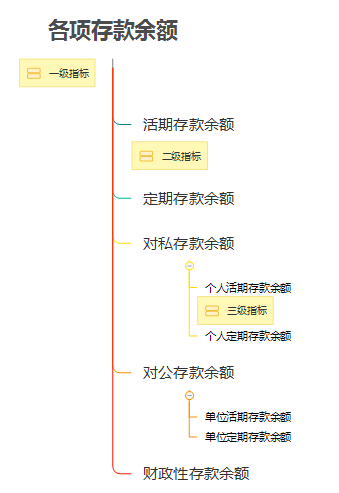 各项存款余额
一级指标
活期存款余额
二级指标
定期存款余额
对私存款余额
个人活期存款余额
三级指标
个人定期存款余额
对公存款余额
单位活期存款余额
单位定期存款余额
财政性存款余额